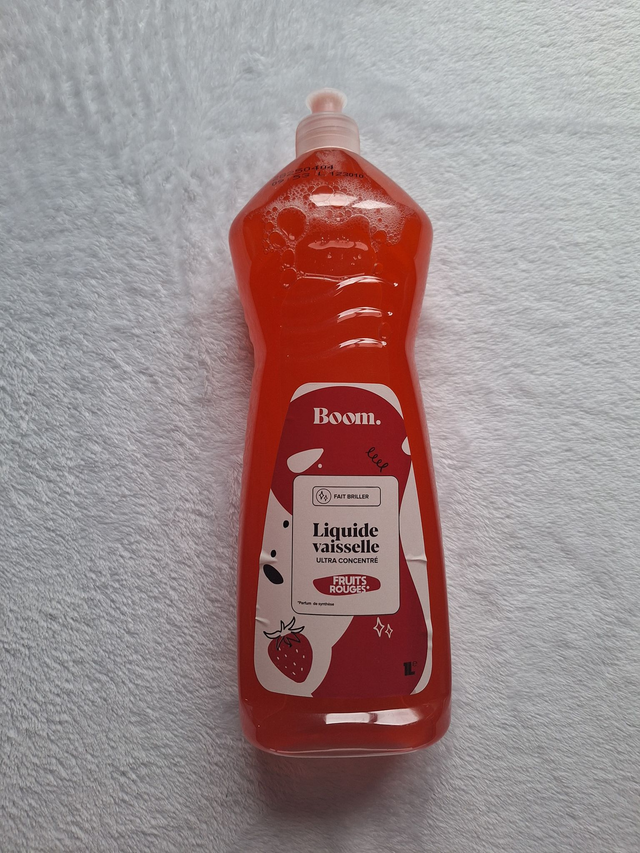 Boom.
FAIT BRILLER
Liquide
vaisselle
ULTRA CONCENTRÉ
FRUITS
ROUGES*
*Parfum de synthèse
1L